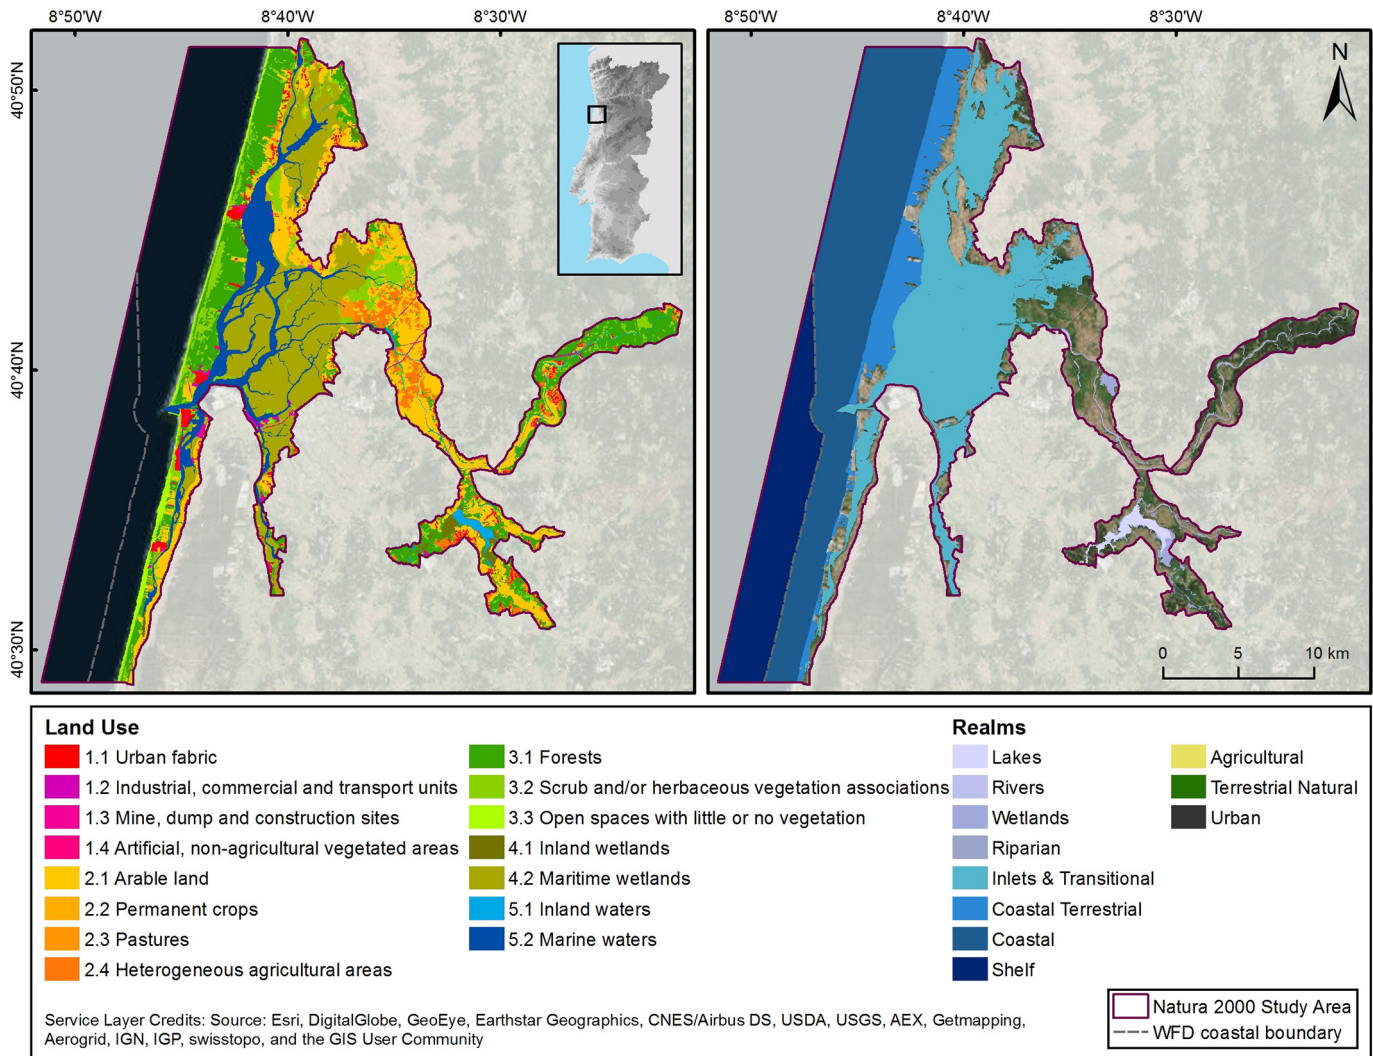 8°50'W 8°40'W 8°30'W 8°50'W 8°40'W 8°30'W
40°50'N
40°40'N
40°30'N
N
0 5 10 km
Land Use
1.1 Urban fabric
1.2 Industrial, commercial and transport units
1.3 Mine, dump and construction sites
1.4 Artificial, non-agricultural vegetated areas
2.1 Arable land
2.2 Permanent crops
2.3 Pastures
2.4 Heterogeneous agricultural areas
3.1 Forests
3.2 Scrub and/or herbaceous vegetation associations
3.3 Open spaces with little or no vegetation
4.1 Inland wetlands
4.2 Maritime wetlands
5.1 Inland waters
5.2 Marine waters
Realms
Lakes
Rivers
Wetlands
Riparian
Inlets & Transitional
Coastal Terrestrial
Coastal
Shelf
Agricultural
Terrestrial Natural
Urban
Natura 2000 Study Area
WFD coastal boundary
Service Layer Credits: Source: Esri, DigitalGlobe, GeoEye, Earthstar Geographics, CNES/Airbus DS, USDA, USGS, AEX, Getmapping,
Aerogrid, IGN, IGP, swisstopo, and the GIS User Community